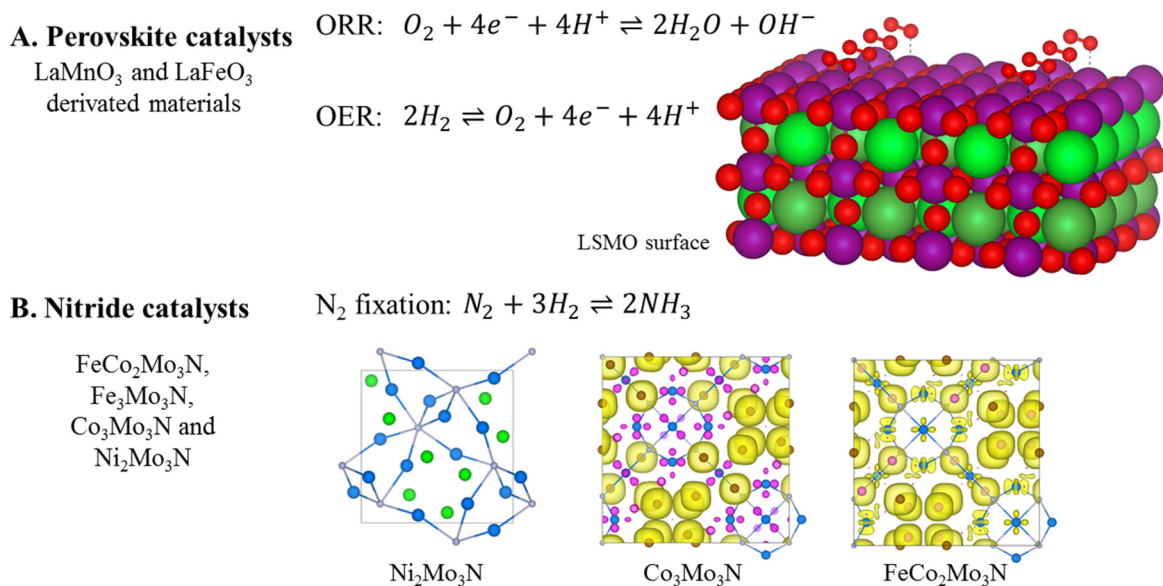 A. Perovskite catalysts
LaMnO₃ and LaFeO₃
derivated materials
ORR: O₂ + 4e⁻ + 4H⁺ ⇌ 2H₂O + OH⁻
OER: 2H₂ ⇌ O₂ + 4e⁻ + 4H⁺
LSMO surface
B. Nitride catalysts
N₂ fixation: N₂ + 3H₂ ⇌ 2NH₃
FeCo₂Mo₃N,
Fe₃Mo₃N,
Co₃Mo₃N and
Ni₂Mo₃N
Ni₂Mo₃N
Co₃Mo₃N
FeCo₂Mo₃N